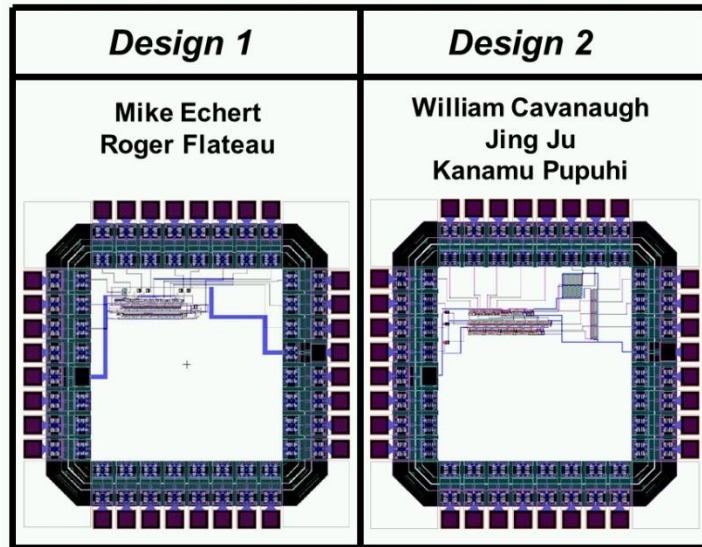 Design 1
Design 2
Mike Echert
Roger Flateau
William Cavanaugh
Jing Ju
Kanamu Pupuhi